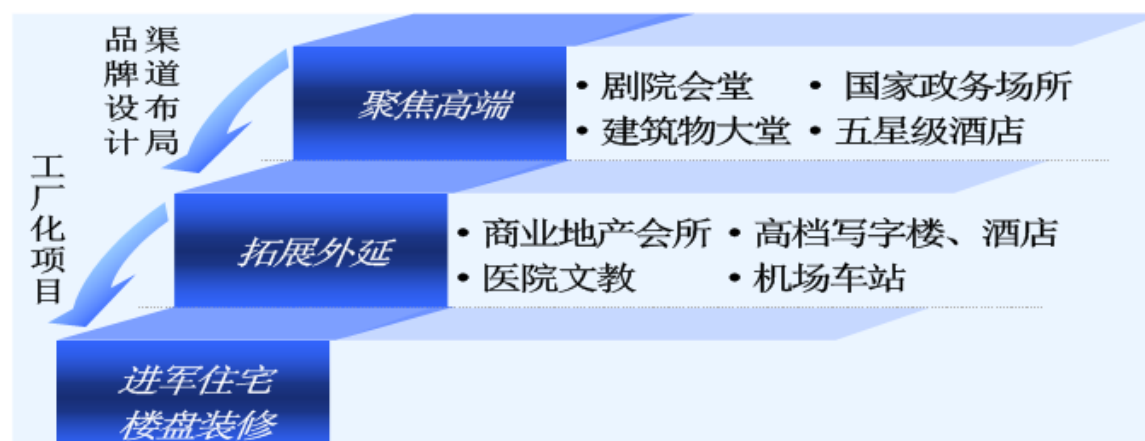 品牌设计
渠道布局
聚焦高端
• 剧院会堂
• 国家政务场所
• 建筑物大堂
• 五星级酒店
工厂化项目
拓展外延
• 商业地产会所
• 高档写字楼、酒店
• 医院文教
• 机场车站
进军住宅
楼盘装修